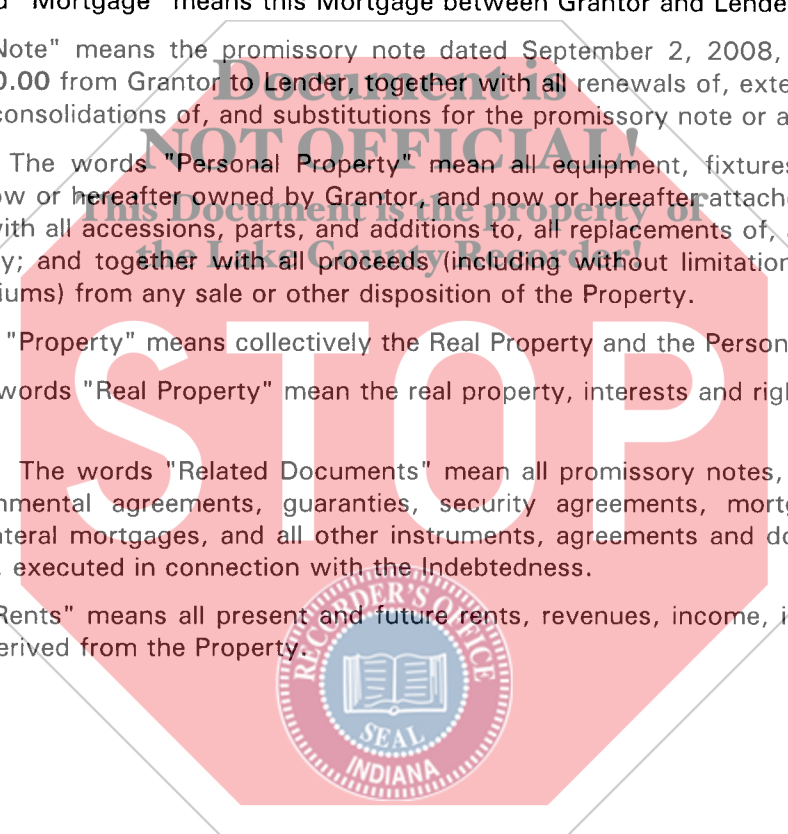 "Mortgage" means this Mortgage between Grantor and Lende
Note" means the promissory note dated September 2, 2008,
0.00 from Grantor to Lender, together with all renewals of, exte
consolidations of, and substitutions for the promissory note or a
The words "Personal Property" mean all equipment, fixtures
ow or hereafter owned by Grantor, and now or hereafter attach
with all accessions, parts, and additions to, all replacements of,
y; and together with all proceeds (including without limitation
iums) from any sale or other disposition of the Property.
"Property" means collectively the Real Property and the Person
words "Real Property" mean the real property, interests and rig
The words "Related Documents" mean all promissory notes,
nmental agreements, guaranties, security agreements, mortg
ateral mortgages, and all other instruments, agreements and do
executed in connection with the Indebtedness.
Rents" means all present and future rents, revenues, income, i
erived from the Property.
Document is
NOT OFFICIAL!
This Document is the property of
the Lake County Recorder!
STOP
RECORDER'S OFFICE
SEAL
INDIANA